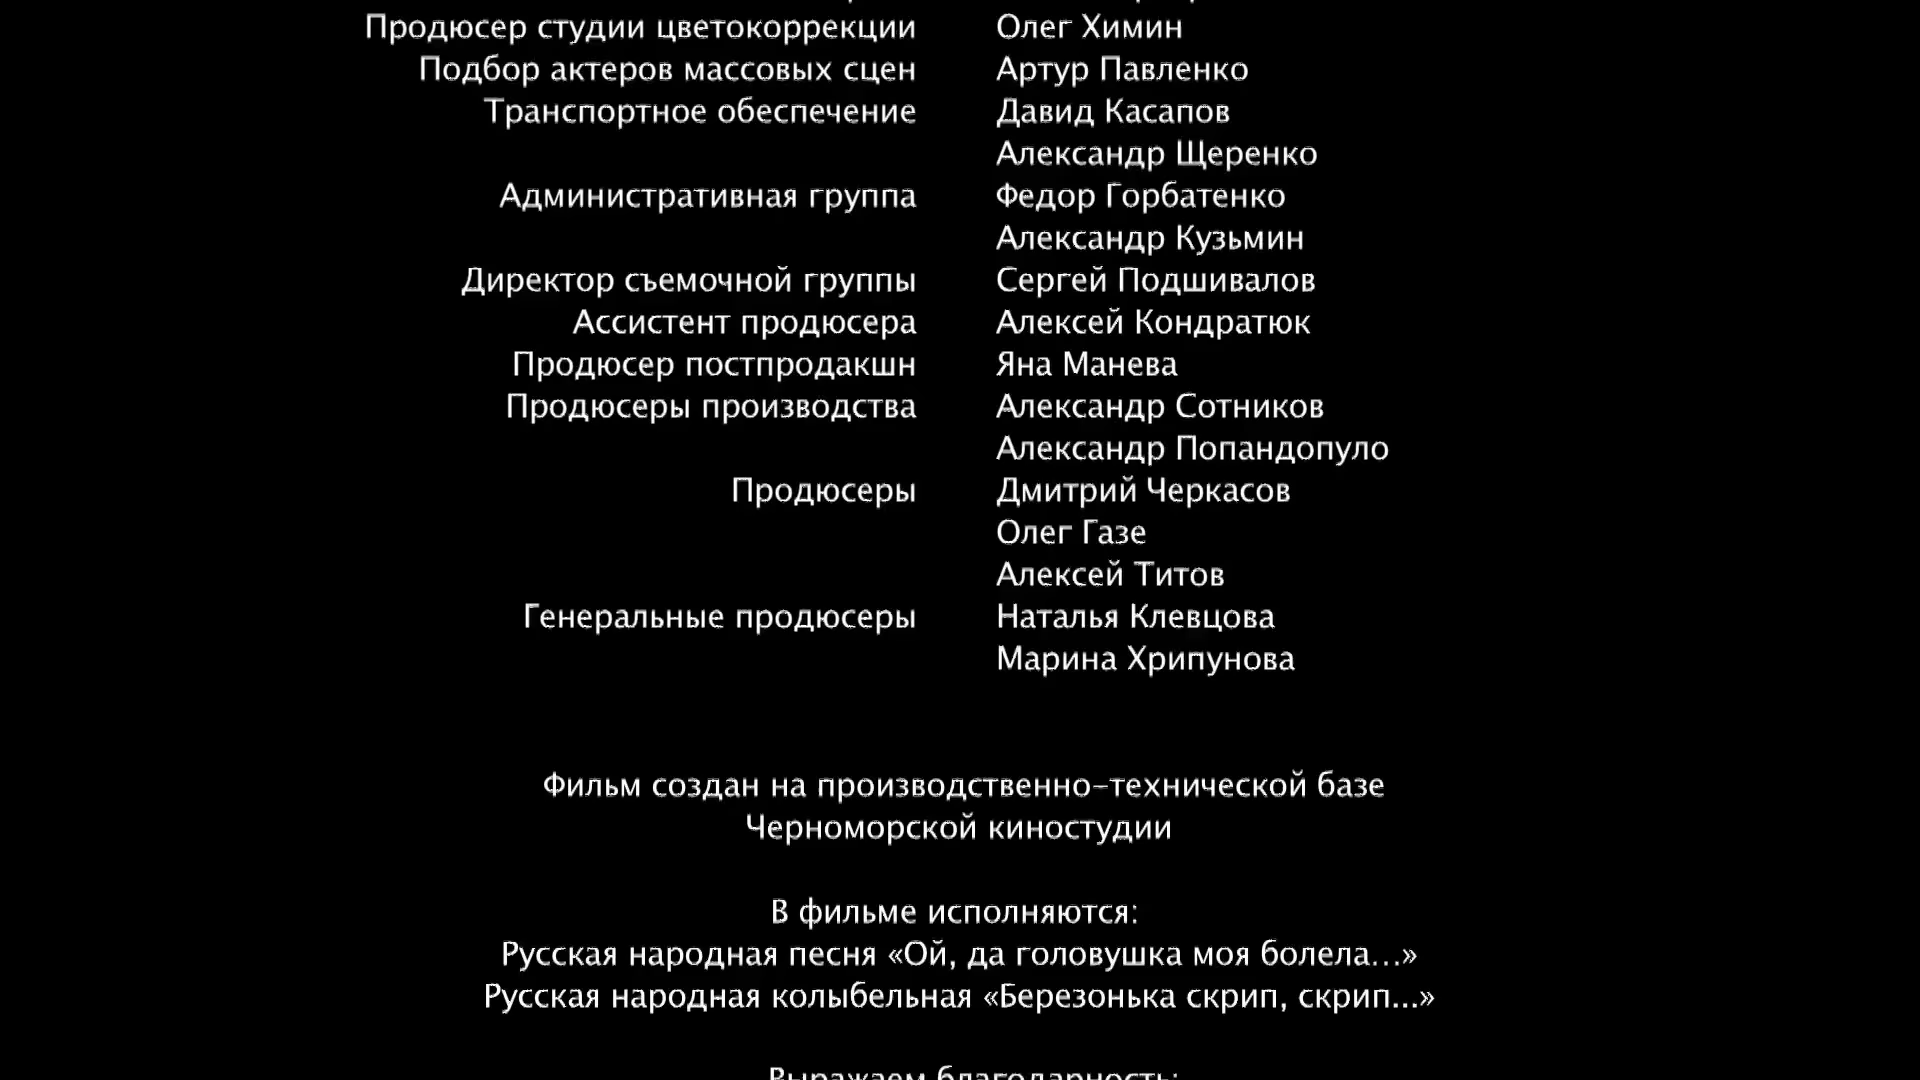 Продюсер студии цветокоррекции Олег Химин
Подбор актеров массовых сцен Артур Павленко
Транспортное обеспечение Давид Касапов
Александр Щеренко
Административная группа Федор Горбатенко
Александр Кузьмин
Директор съемочной группы Сергей Подшивалов
Ассистент продюсера Алексей Кондратюк
Продюсер постпродакшн Яна Манева
Продюсеры производства Александр Сотников
Александр Попандопуло
Продюсеры Дмитрий Черкасов
Олег Газе
Алексей Титов
Генеральные продюсеры Наталья Клевцова
Марина Хрипунова
Фильм создан на производственно-технической базе
Черноморской киностудии
В фильме исполняются:
Русская народная песня «Ой, да головушка моя болела...»
Русская народная колыбельная «Березонька скрип, скрип...»
Выражаем благодарность: